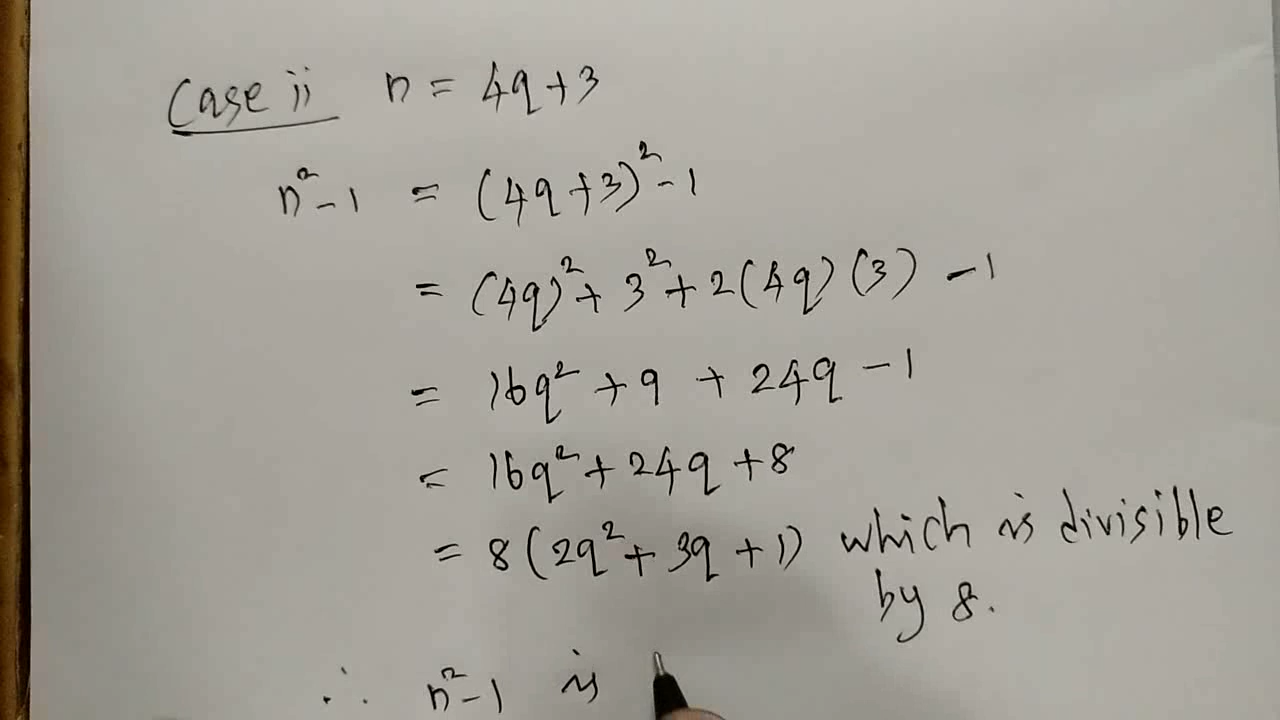 Case ii n = 4q+3
n²-1 = (4q+3)²-1
= (4q)²+ 3²+2(4q)(3) -1
= 16q² +9 + 24q -1
= 16q²+24q+8
= 8(2q²+3q+1) which is divisible
by 8.
∴ n²-1 is